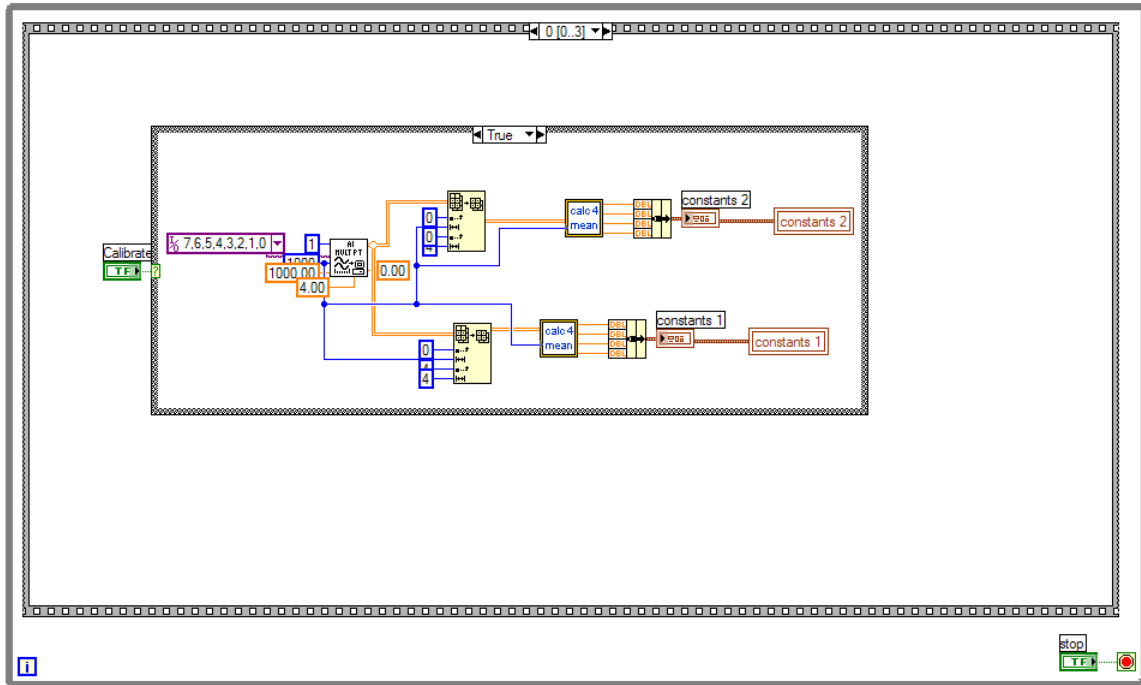 0 [0..3]
True
constants 2
0
calc 4
mean
DBL
DBL
DBL
DBL
constants 2
0
4
7,6,5,4,3,2,1,0
1
AI
MULT PT
Calibrate
TF
?
1000
1000.00
0.00
4.00
constants 1
0
calc 4
mean
DBL
DBL
DBL
DBL
constants 1
4
4
stop
TF
i